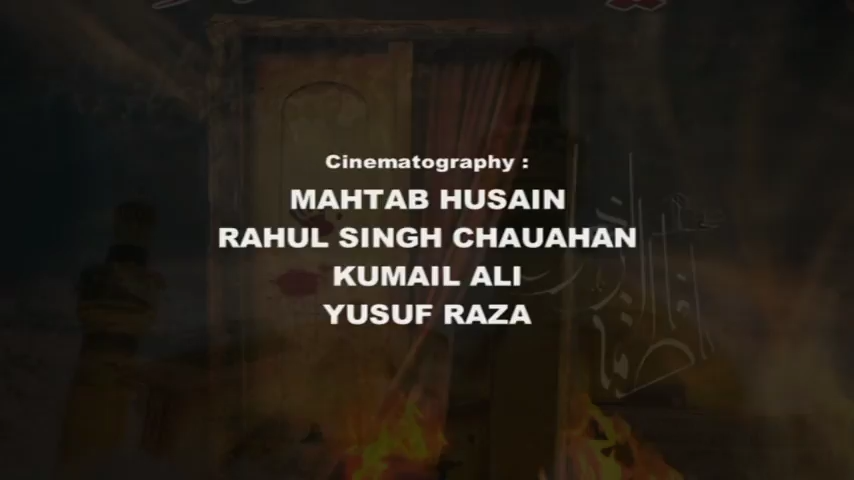 Cinematography :
MAHTAB HUSAIN
RAHUL SINGH CHAUAHAN
KUMAIL ALI
YUSUF RAZA